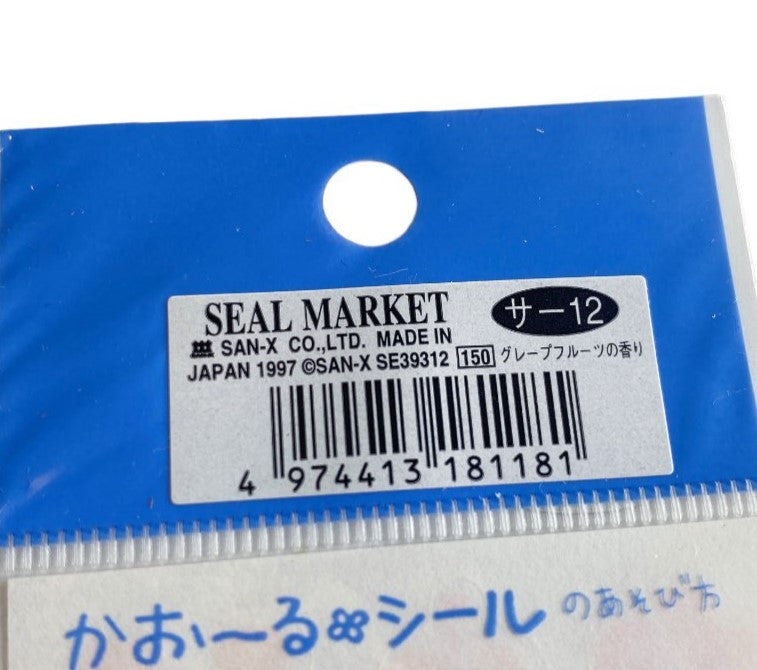 SEAL MARKET
サー12
SAN-X CO.,LTD. MADE IN
JAPAN 1997 ©SAN-X SE39312 150 グレープフルーツの香り
4 974413 181181
かお〜るシールのあそび方